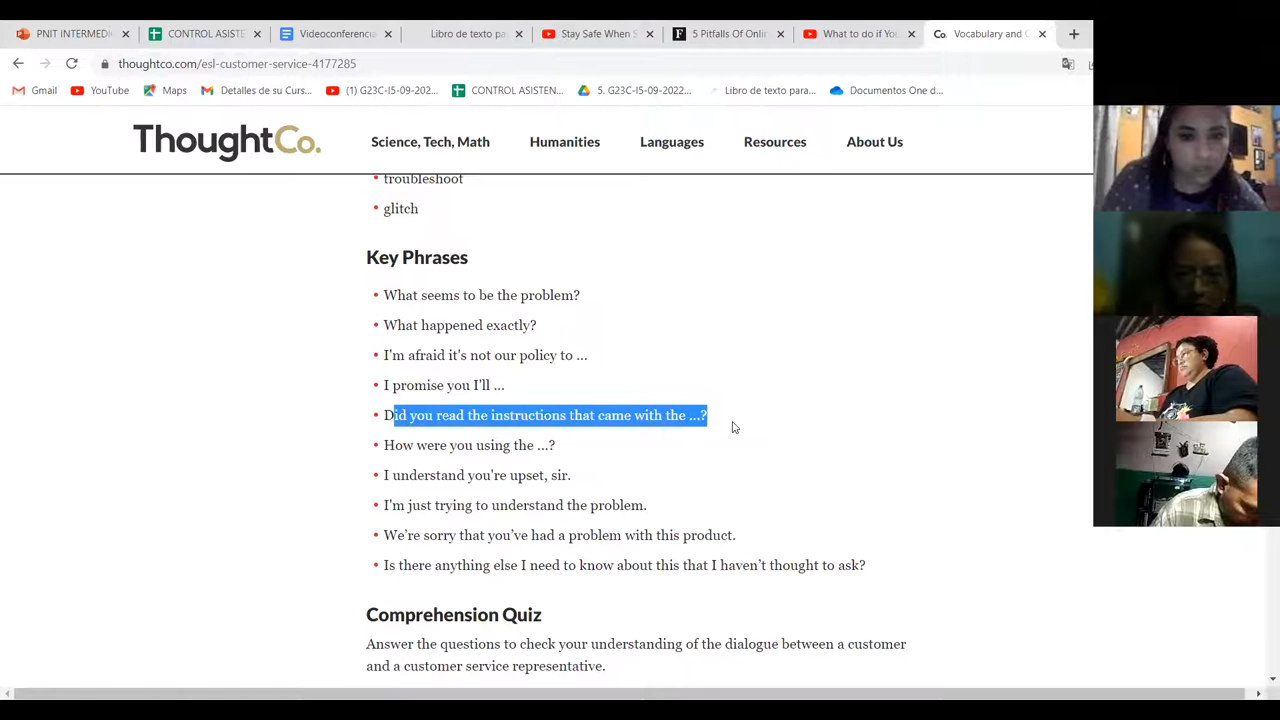 PNIT INTERMEDI
CONTROL ASISTE
Videoconferencia
Libro de texto pa
Stay Safe When S
5 Pitfalls Of Onlin
What to do if You
Co. Vocabulary and C
thoughtco.com/esl-customer-service-4177285
Gmail
YouTube
Maps
Detalles de su Curs...
(1) G23C-I5-09-202...
CONTROL ASISTEN...
5. G23C-I5-09-2022...
Libro de texto para...
Documentos One d...
ThoughtCo.
Science, Tech, Math
Humanities
Languages
Resources
About Us
troubleshoot
glitch
Key Phrases
What seems to be the problem?
What happened exactly?
I'm afraid it's not our policy to ...
I promise you I'll ...
Did you read the instructions that came with the ...?
How were you using the ...?
I understand you're upset, sir.
I'm just trying to understand the problem.
We're sorry that you've had a problem with this product.
Is there anything else I need to know about this that I haven't thought to ask?
Comprehension Quiz
Answer the questions to check your understanding of the dialogue between a customer
and a customer service representative.